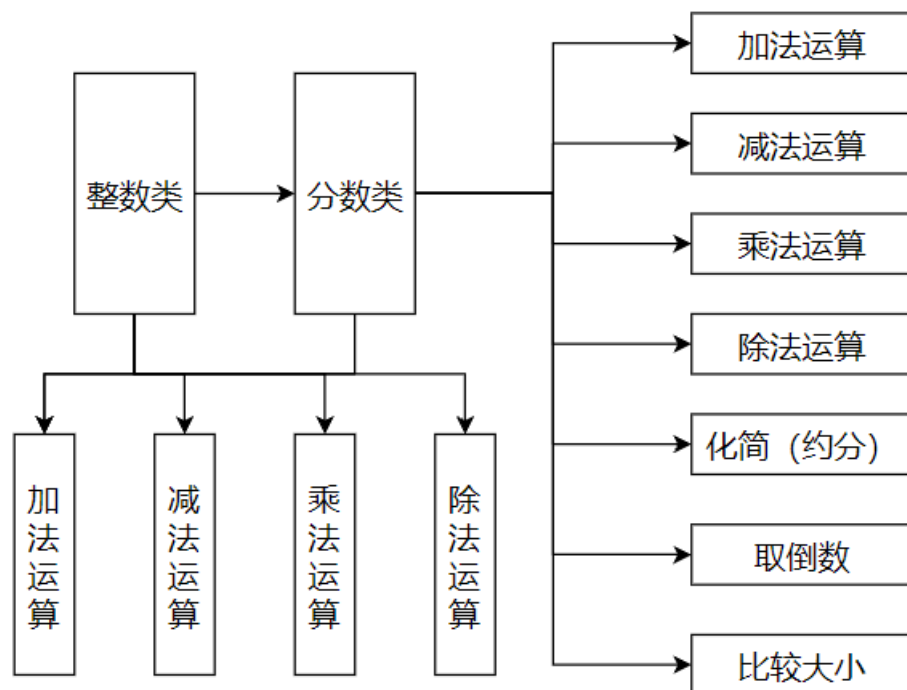 整数类
分数类
加法运算
减法运算
乘法运算
除法运算
化简（约分）
取倒数
比较大小
加法运算
减法运算
乘法运算
除法运算